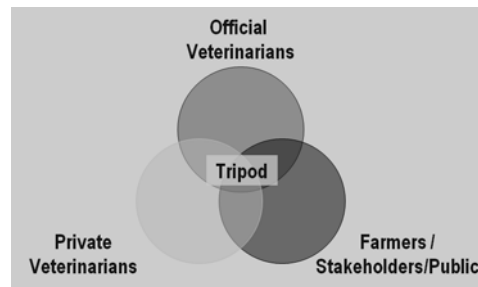 Official
Veterinarians
Tripod
Private
Veterinarians
Farmers /
Stakeholders/Public